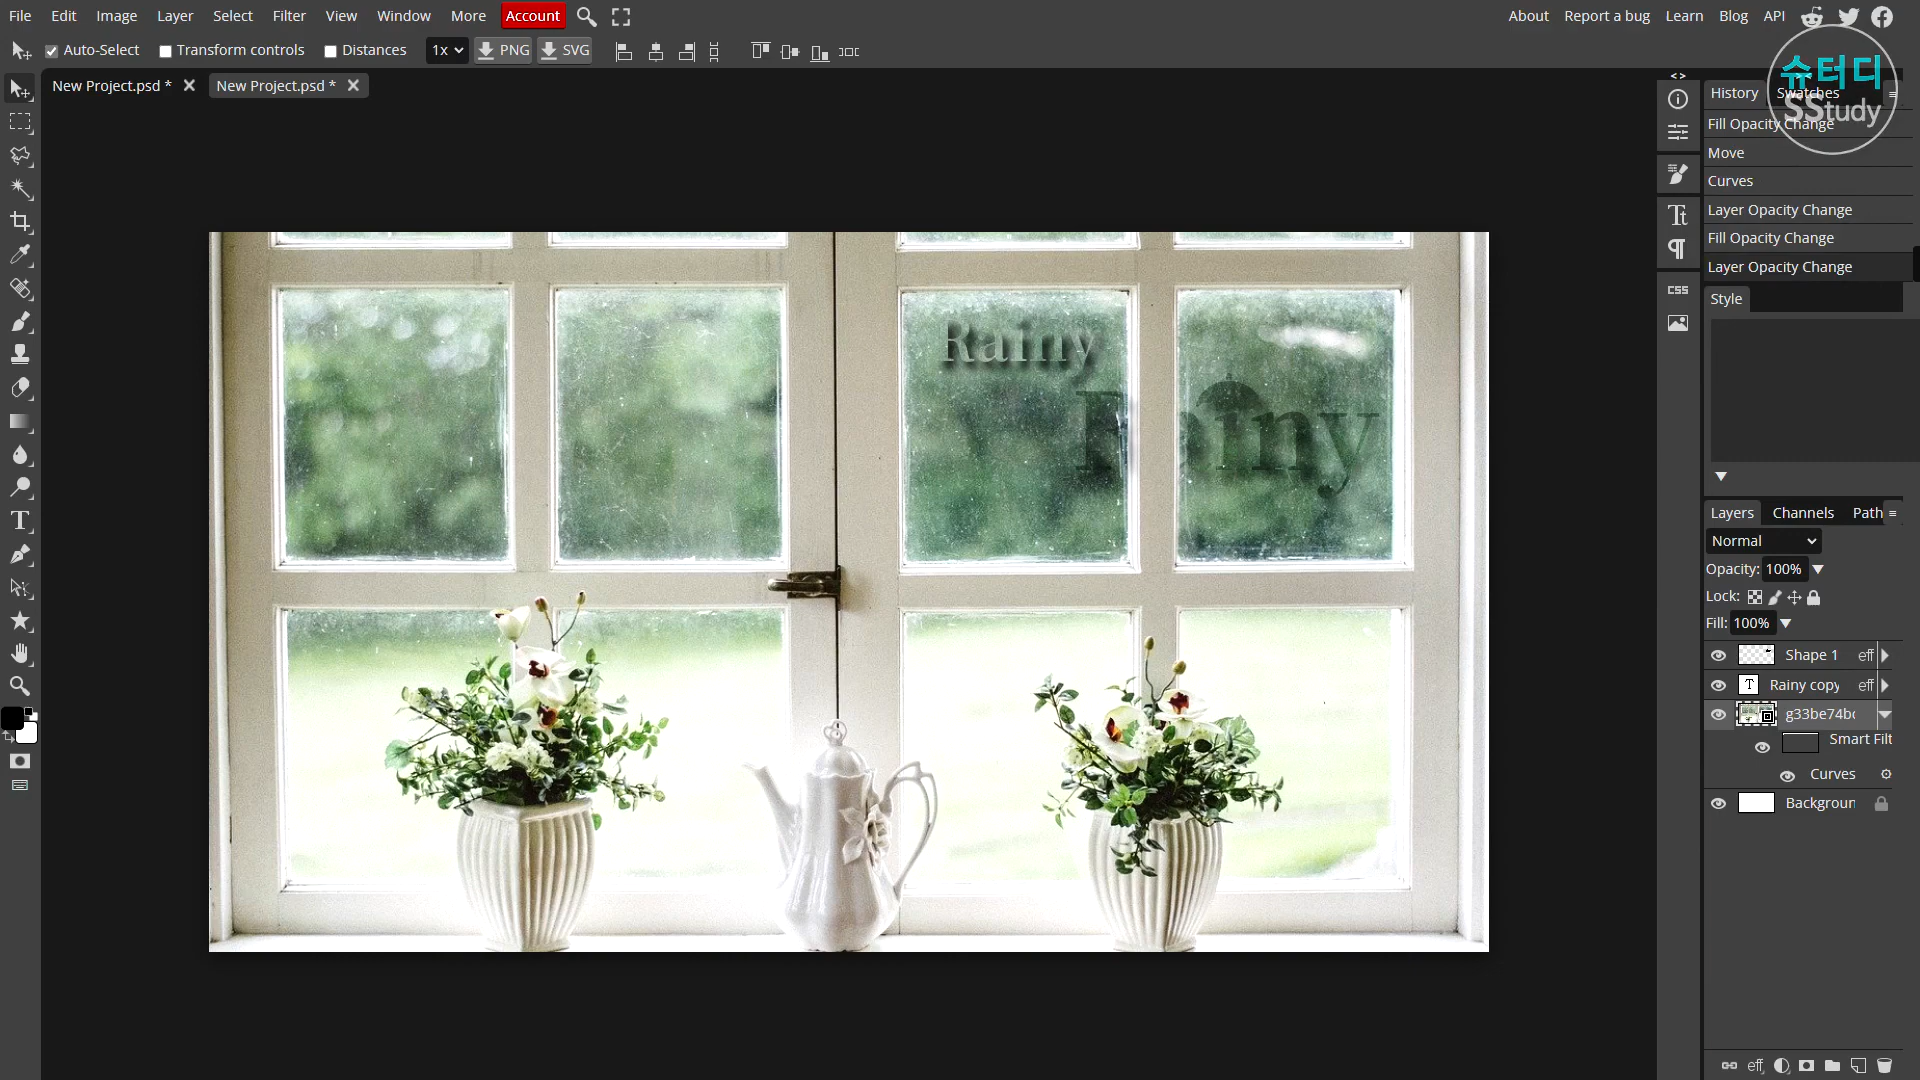 File Edit Image Layer Select Filter View Window More Account
About Report a bug Learn Blog API
Auto-Select Transform controls Distances 1x PNG SVG
New Project.psd * New Project.psd *
슈터디
SStudy
History Swatches
Fill Opacity Change
Move
Curves
Layer Opacity Change
Fill Opacity Change
Layer Opacity Change
Style
CSS
Rainy
Rainy
Layers Channels Path
Normal
Opacity: 100%
Lock:
Fill: 100%
Shape 1 eff
T Rainy copy eff
g33be74bc
Smart Filt
Curves
Backgroun
eff